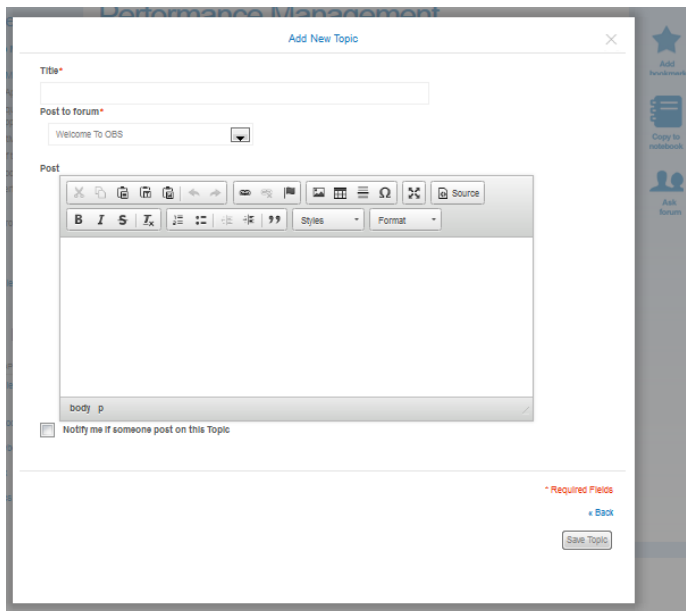 Performance Management
Add New Topic
Title*
Post to forum*
Welcome To OBS
Post
Source
B I S Tx
Styles Format
body p
Notify me if someone post on this Topic
* Required Fields
« Back
Save Topic
Add
bookmark
Copy to
notebook
Ask
forum